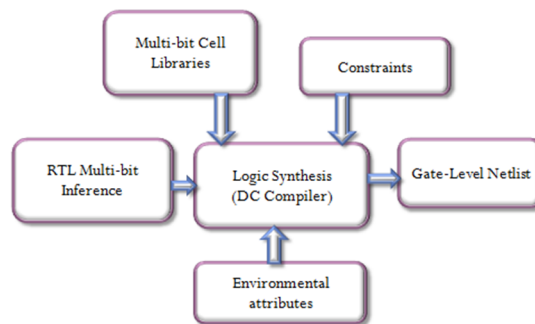 Multi-bit Cell
Libraries
Constraints
RTL Multi-bit
Inference
Logic Synthesis
(DC Compiler)
Gate-Level Netlist
Environmental
attributes